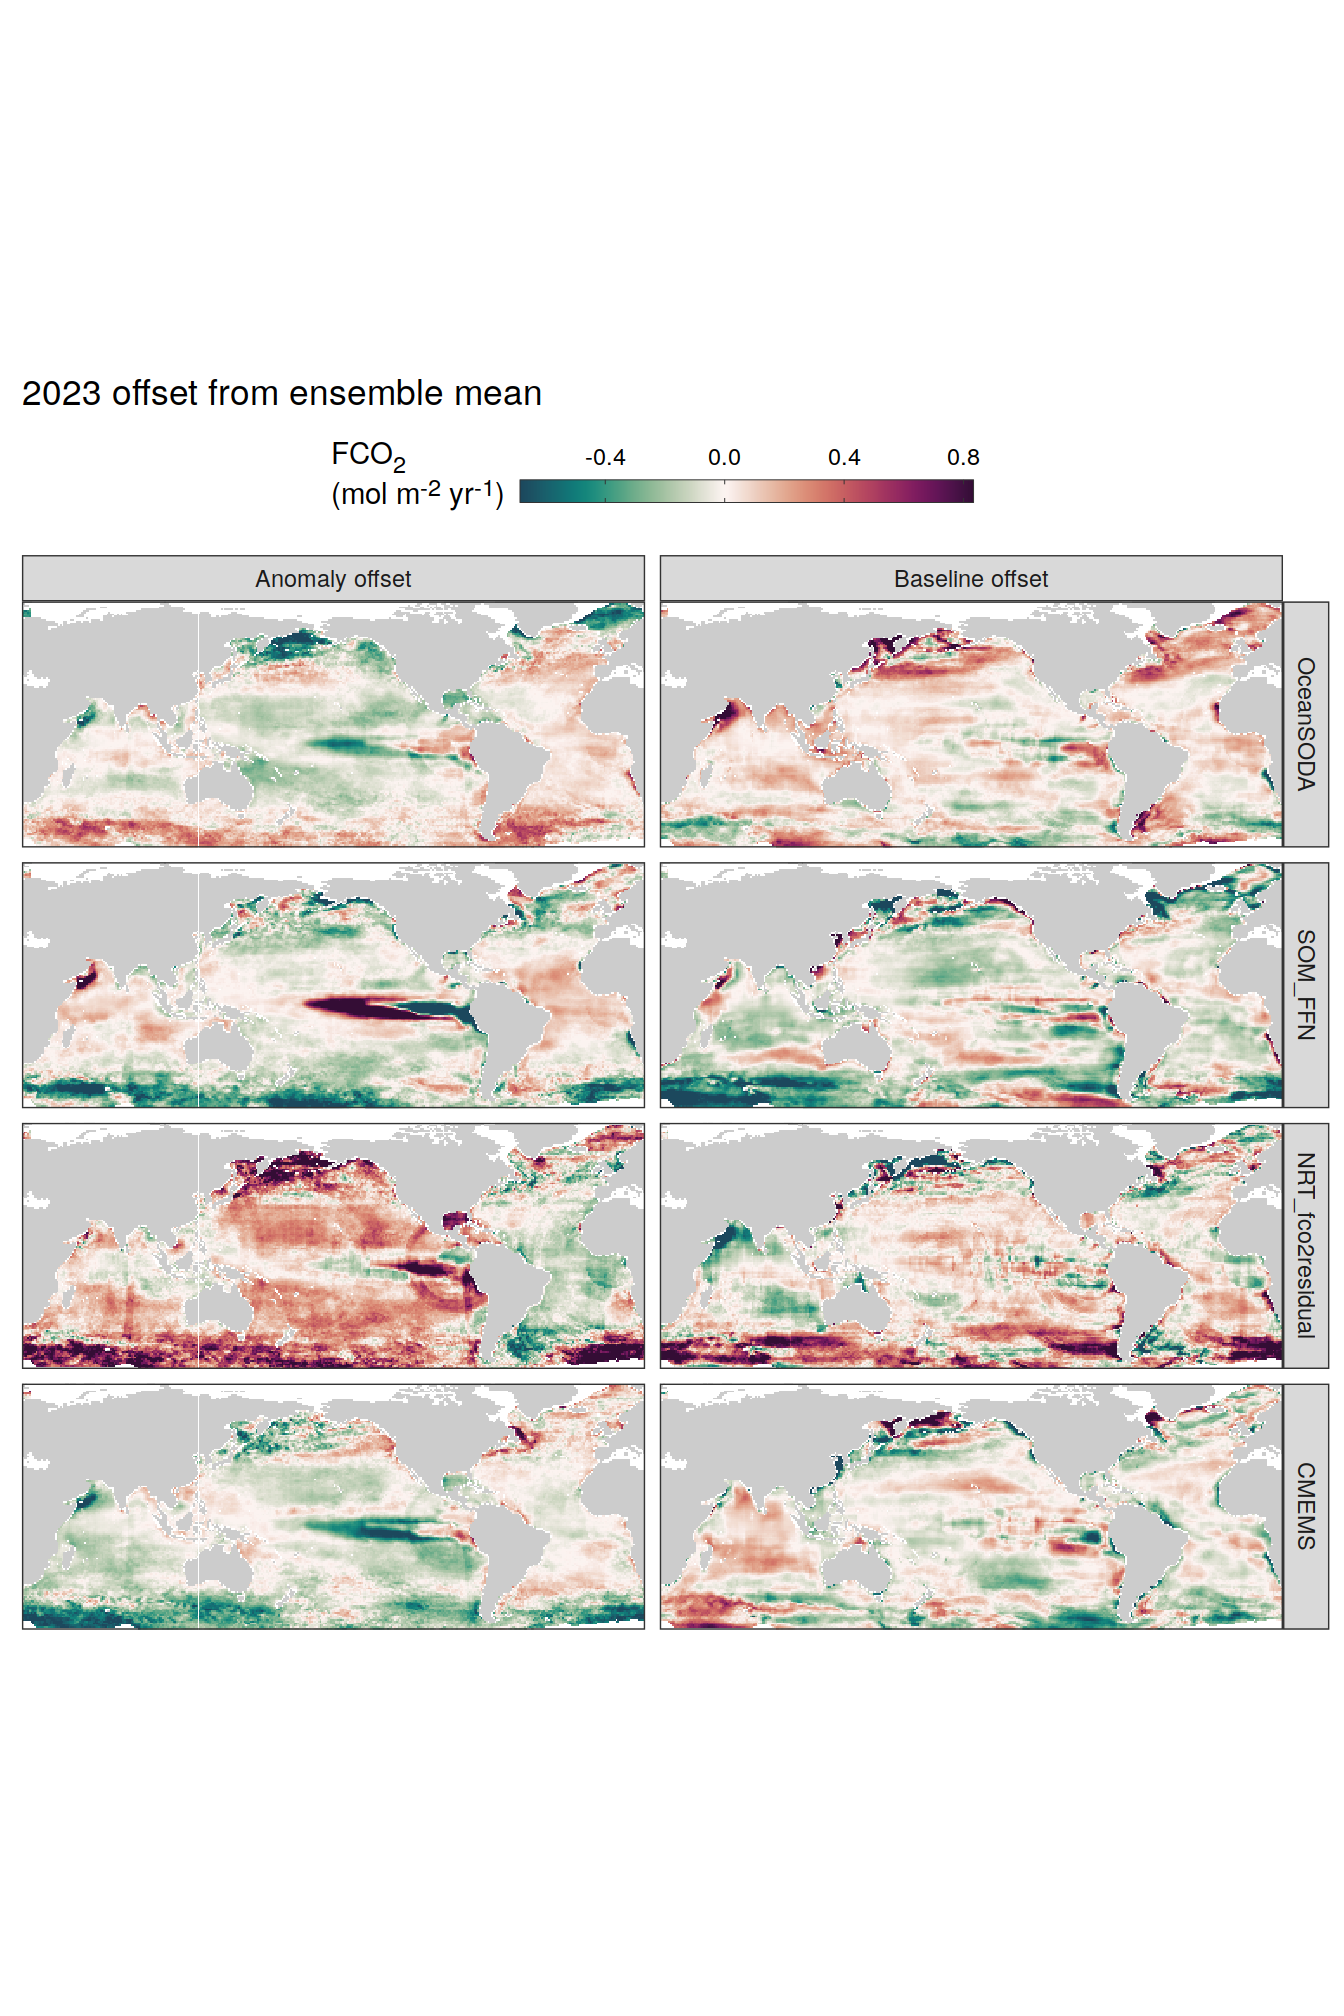 2023 offset from ensemble mean
FCO₂
(mol m⁻² yr⁻¹)
-0.4 0.0 0.4 0.8
Anomaly offset Baseline offset
OceanSODA
SOM_FFN
NRT_fco2residual
CMEMS